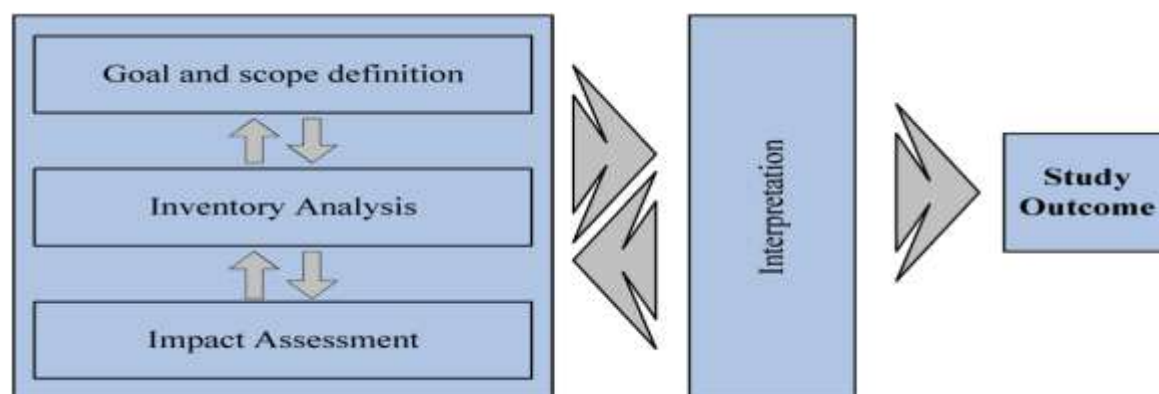 Goal and scope definition
Inventory Analysis
Impact Assessment
Interpretation
Study
Outcome